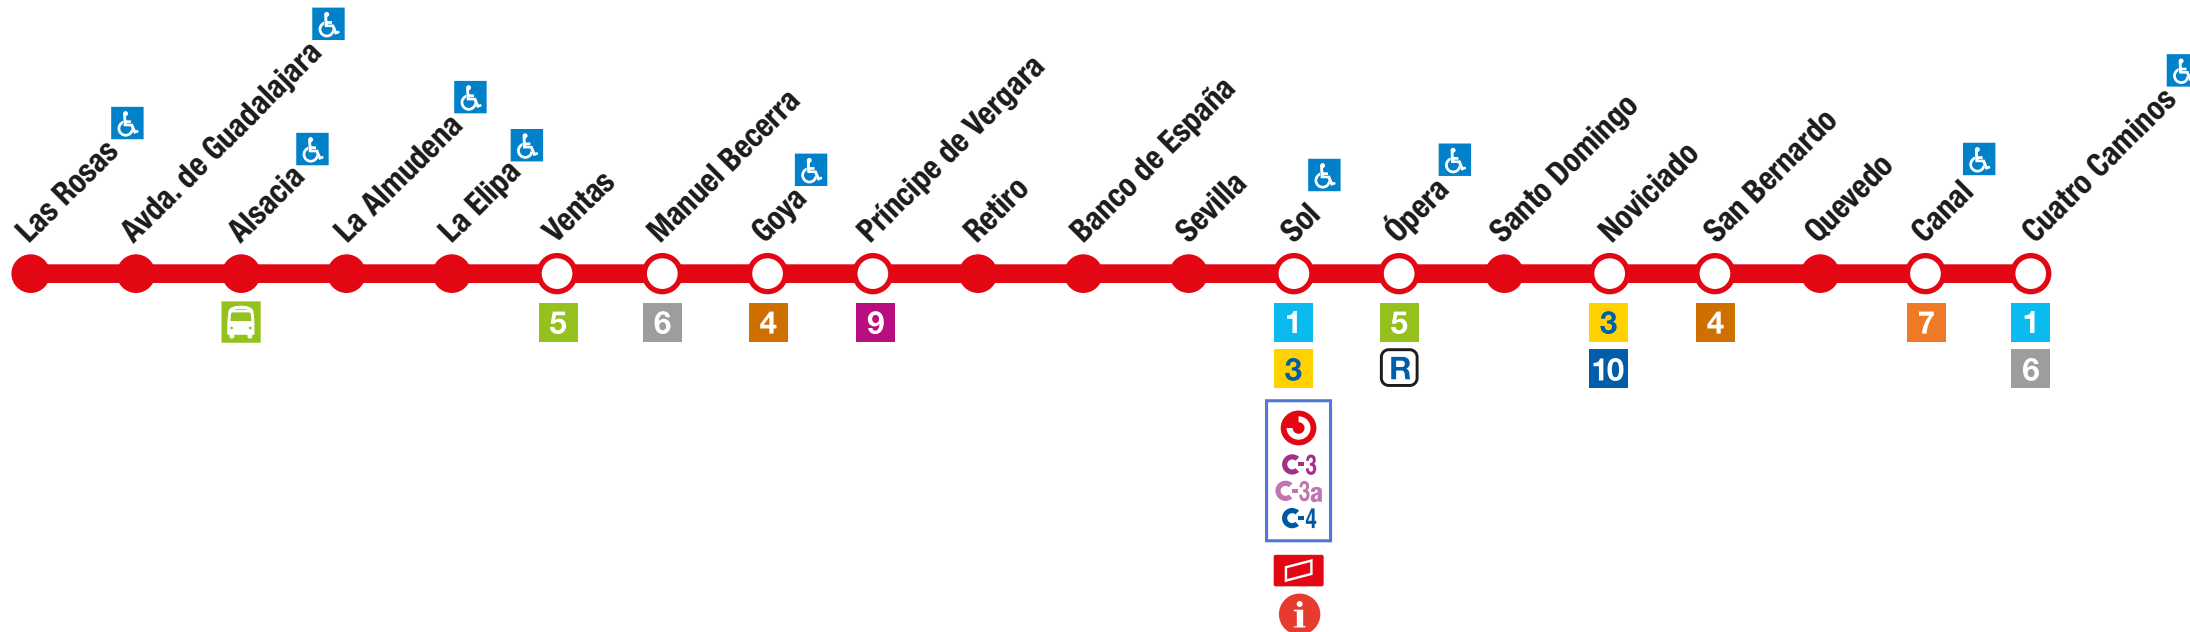 Las Rosas
Avda. de Guadalajara
Alsacia
La Almudena
La Elipa
Ventas
Manuel Becerra
Goya
Príncipe de Vergara
Retiro
Banco de España
Sevilla
Sol
Ópera
Santo Domingo
Noviciado
San Bernardo
Quevedo
Canal
Cuatro Caminos
5
6
4
9
1
5
3
4
7
1
3
R
10
6
C-3
C-3a
C-4
i